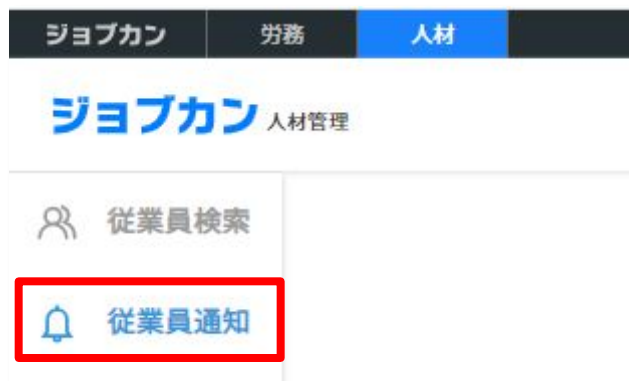 ジョブカン 労務 人材
ジョブカン 人材管理
従業員検索
従業員通知